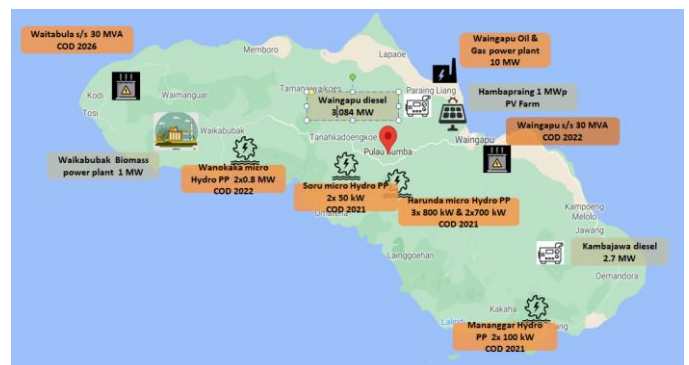 Waitabula s/s 30 MVA
COD 2026
Memboro
Lapaoe
Waingapu Oil &
Gas power plant
10 MW
Kodi
Tosi
Waimanguar
Waingapu diesel
3,084 MW
Paraing Liang
Hambapraing 1 MWp
PV Farm
Waikabubak
Tanahkadoengkoe
Pulau Sumba
Waingapu
Waingapu s/s 30 MVA
COD 2022
Waikabubak Biomass
power plant 1 MW
Wanokaka micro
Hydro PP 2x0.8 MW
COD 2022
Soru micro Hydro PP
2x 50 kW
COD 2021
Harunda micro Hydro PP
3x 800 kW & 2x700 kW
COD 2021
Kampoeng
Melolo
Jawang
Lainggoehan
Kambajawa diesel
2.7 MW
Demandora
Kakaha
Mananggar Hydro
PP 2x 100 kW
COD 2021